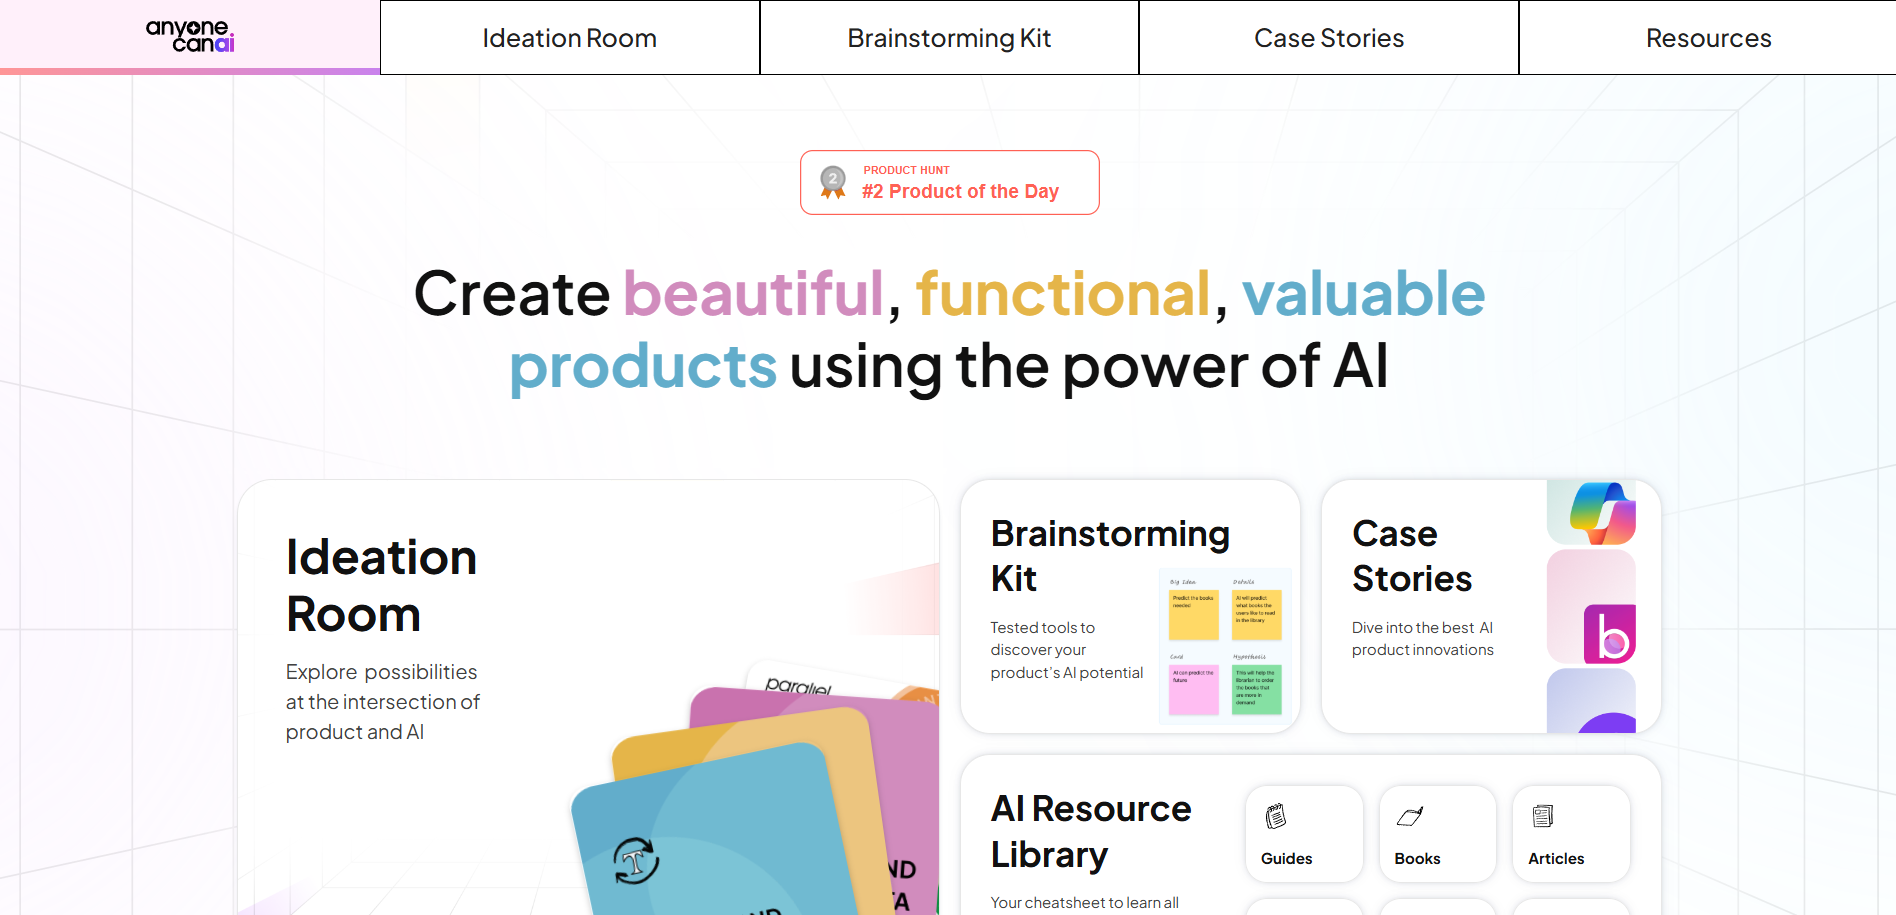 anyone
canai
Ideation Room
Brainstorming Kit
Case Stories
Resources
2
PRODUCT HUNT
#2 Product of the Day
Create beautiful, functional, valuable
products using the power of AI
Ideation
Room
Explore possibilities
at the intersection of
product and AI
parallel
ND
TA
ND
T
Brainstorming
Kit
Tested tools to
discover your
product's AI potential
Big Idea
Predict the books
needed
Details
AI will predict
what books the
users like to read
in the library
Card
AI can predict the
future
Hypothesis
This will help the
librarian to order
the books that
are more in
demand
Case
Stories
Dive into the best AI
product innovations
b
AI Resource
Library
Your cheatsheet to learn all
Guides
Books
Articles